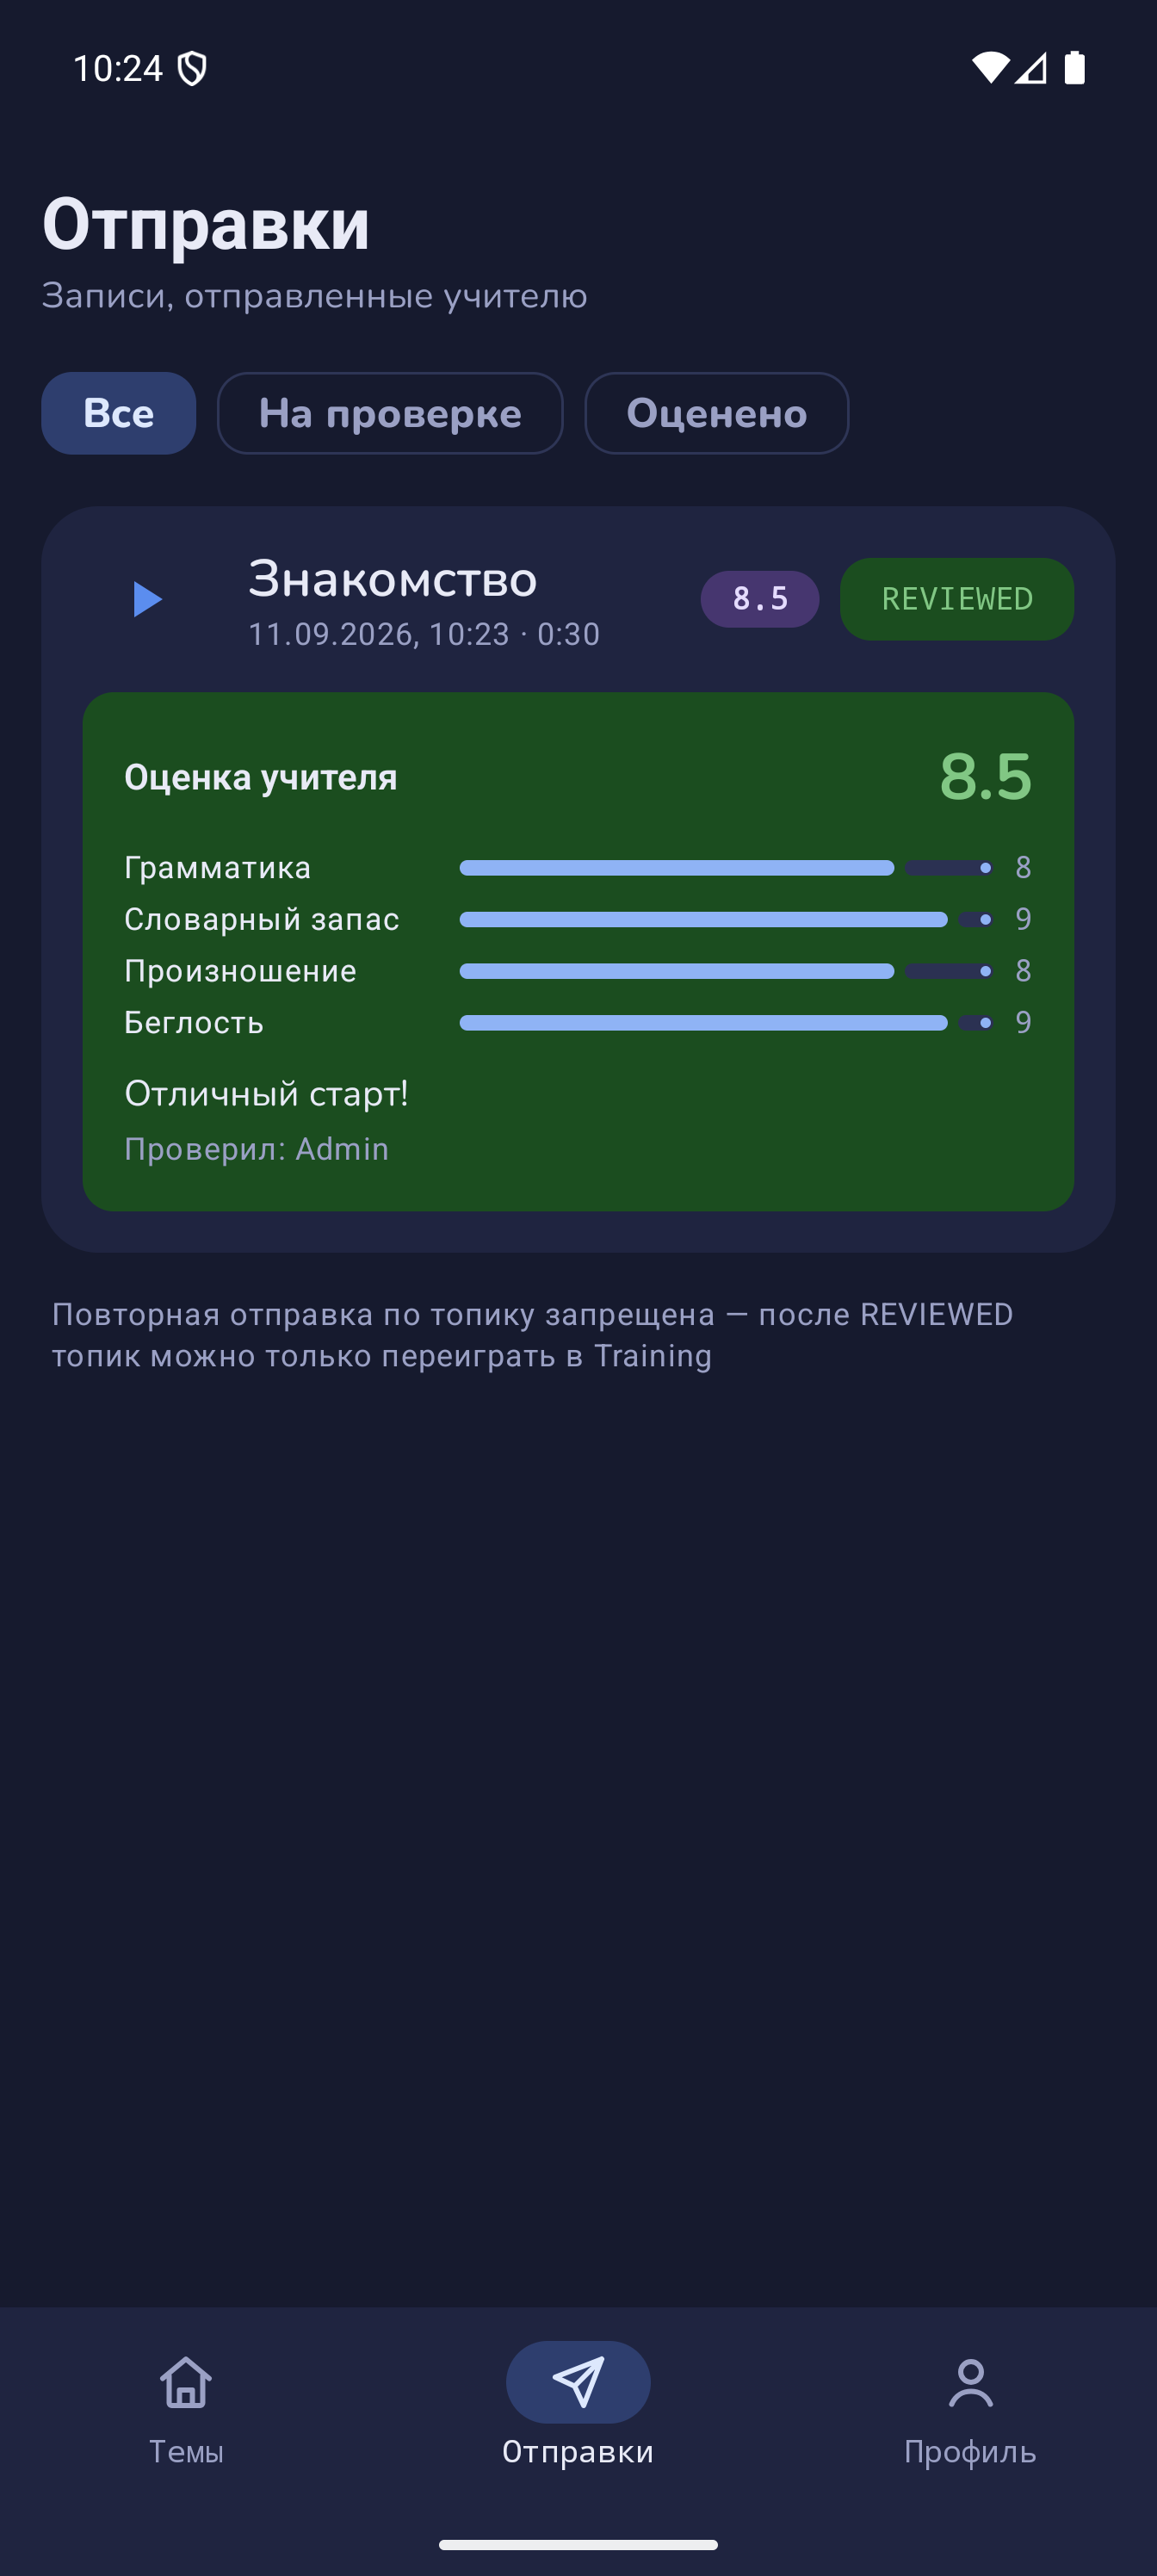 10:24
Отправки
Записи, отправленные учителю
Все
На проверке
Оценено
Знакомство
8.5
REVIEWED
11.09.2026, 10:23 · 0:30
Оценка учителя
8.5
Грамматика
8
Словарный запас
9
Произношение
8
Беглость
9
Отличный старт!
Проверил: Admin
Повторная отправка по топику запрещена — после REVIEWED
топик можно только переиграть в Training
Темы
Отправки
Профиль